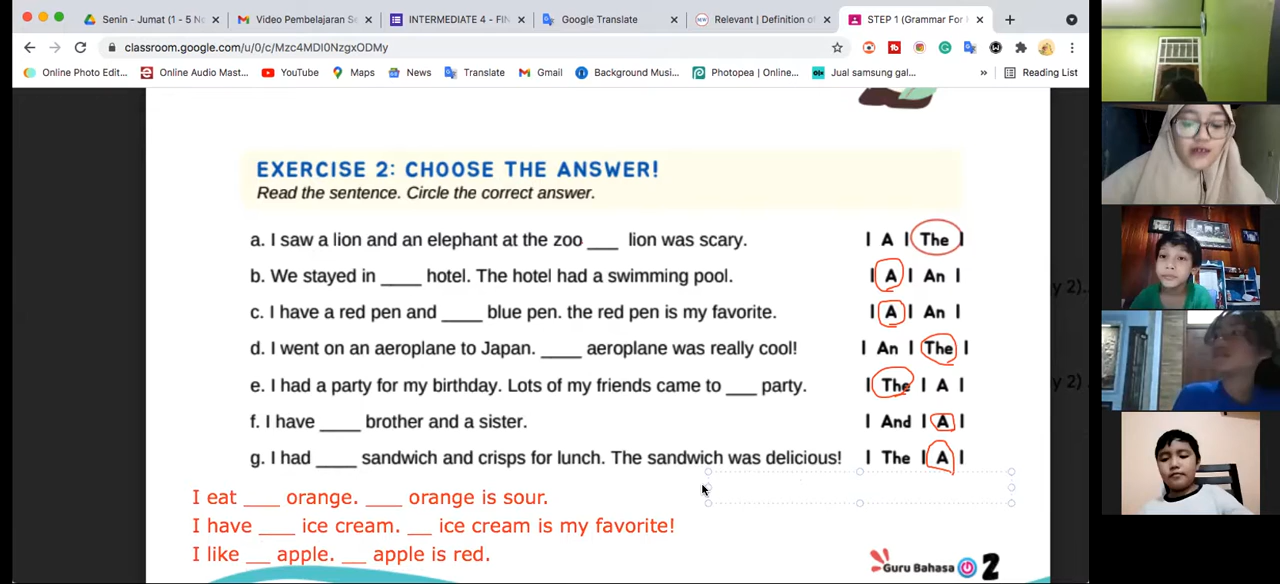 Senin - Jumat (1 - 5 N
Video Pembelajaran Se
INTERMEDIATE 4 - FIN
Google Translate
Relevant | Definition of
STEP 1 (Grammar For
classroom.google.com/u/0/c/Mzc4MDI0NzgxODMy
Online Photo Edit...
Online Audio Mast...
YouTube
Maps
News
Translate
Gmail
Background Musi...
Photopea | Online...
Jual samsung gal...
Reading List
EXERCISE 2: CHOOSE THE ANSWER!
Read the sentence. Circle the correct answer.
a. I saw a lion and an elephant at the zoo ___ lion was scary. | A | The |
b. We stayed in ____ hotel. The hotel had a swimming pool. | A | An |
c. I have a red pen and ____ blue pen. the red pen is my favorite. | A | An |
d. I went on an aeroplane to Japan. ____ aeroplane was really cool! | An | The |
e. I had a party for my birthday. Lots of my friends came to ___ party. | The | A |
f. I have ____ brother and a sister. | And | A |
g. I had ____ sandwich and crisps for lunch. The sandwich was delicious! | The | A |
I eat ___ orange. ___ orange is sour.
I have ___ ice cream. __ ice cream is my favorite!
I like __ apple. __ apple is red.
Guru Bahasa 2
y 2).
y 2)